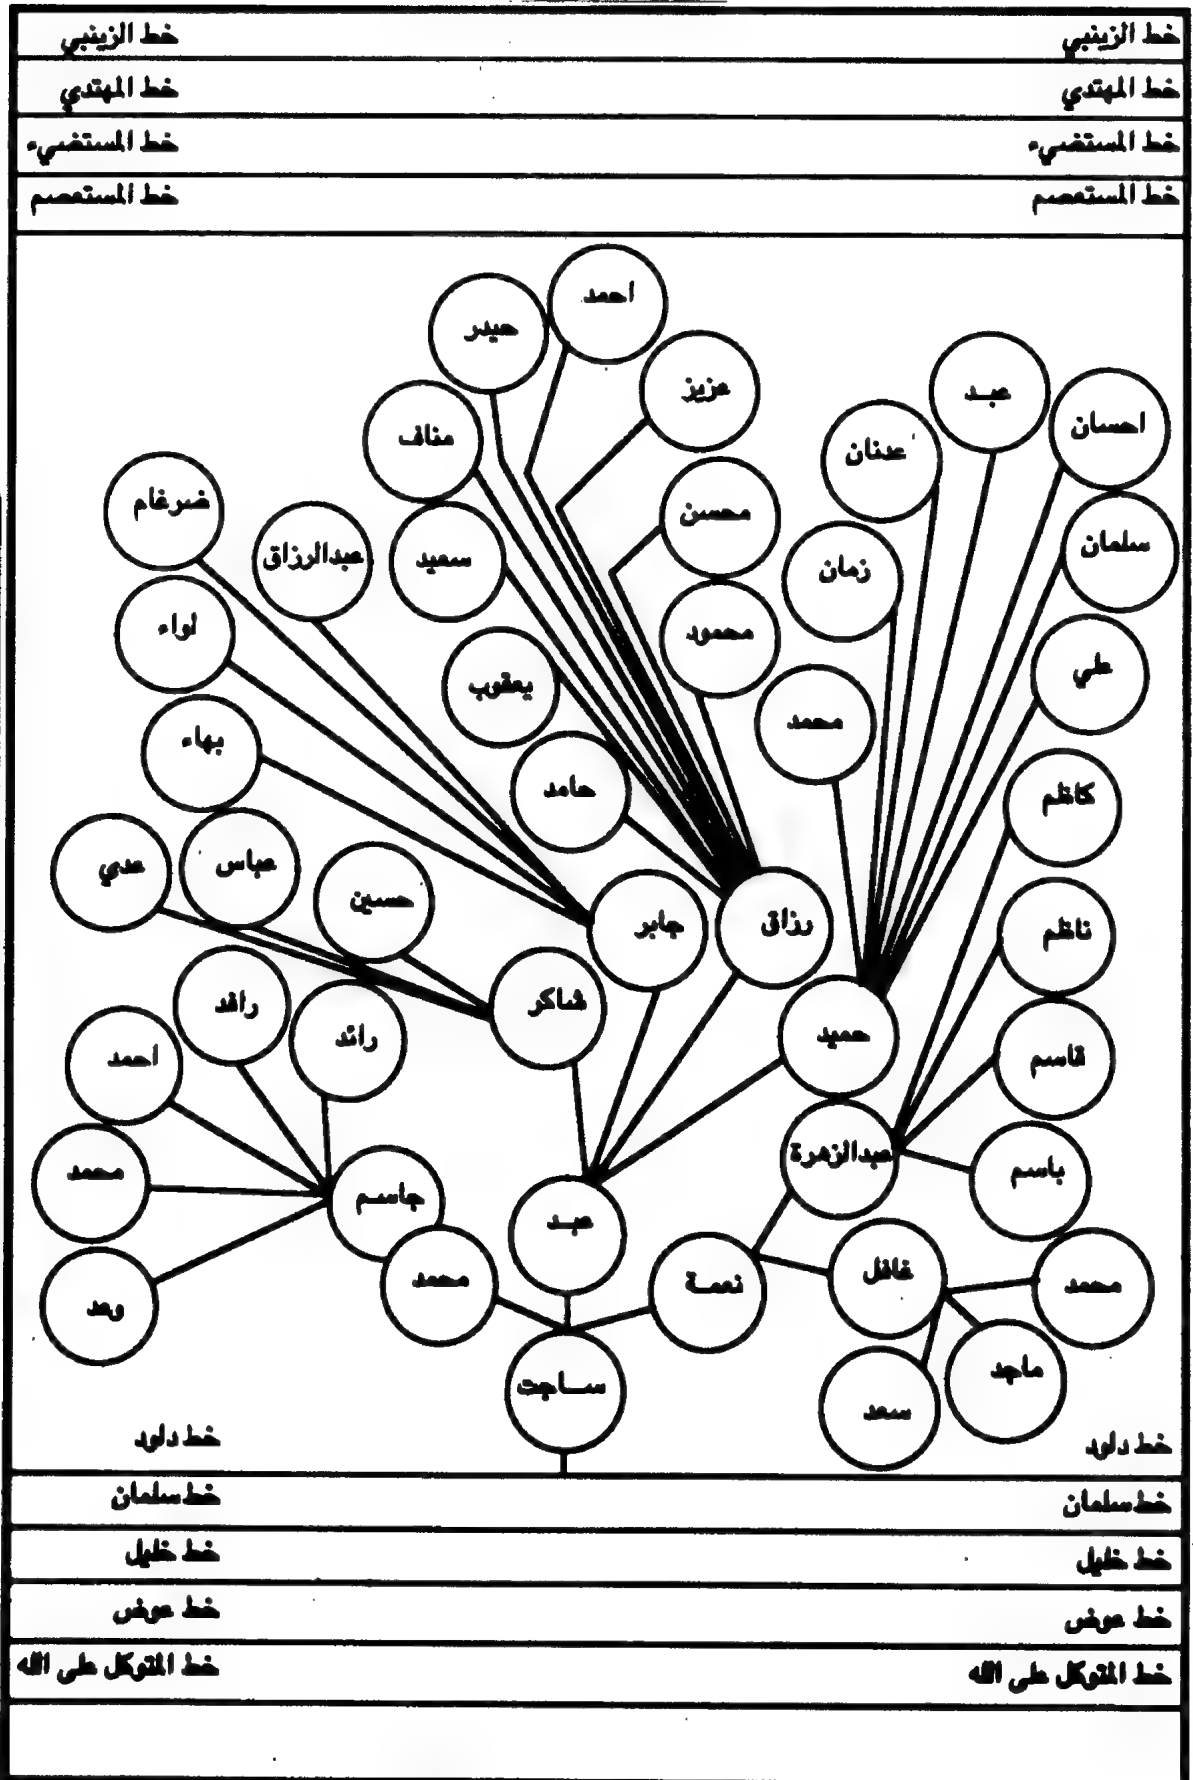 خط الزينبي خط الزينبي
خط المهتدي خط المهتدي
خط المستضيء خط المستضيء
خط المستعصم خط المستعصم
احمد
حيدر
عزيز
عبد
احسان
مناف
عدنان
ضرغام
محسن
سلمان
عبدالرزاق
سعيد
زمان
لواء
محمود
علي
يعقوب
محمد
بهاء
حامد
كاظم
عدي
عباس
حسين
جابر
رزاق
ناظم
رافد
شاكر
حميد
احمد
رائد
قاسم
محمد
جاسم
عبدالزهرة
باسم
عبد
وعد
محمد
نعمة
غافل
محمد
ساجت
سعد
ماجد
خط داود خط داود
خط سلمان خط سلمان
خط خليل خط خليل
خط عوض خط عوض
خط المتوكل على الله خط المتوكل على الله